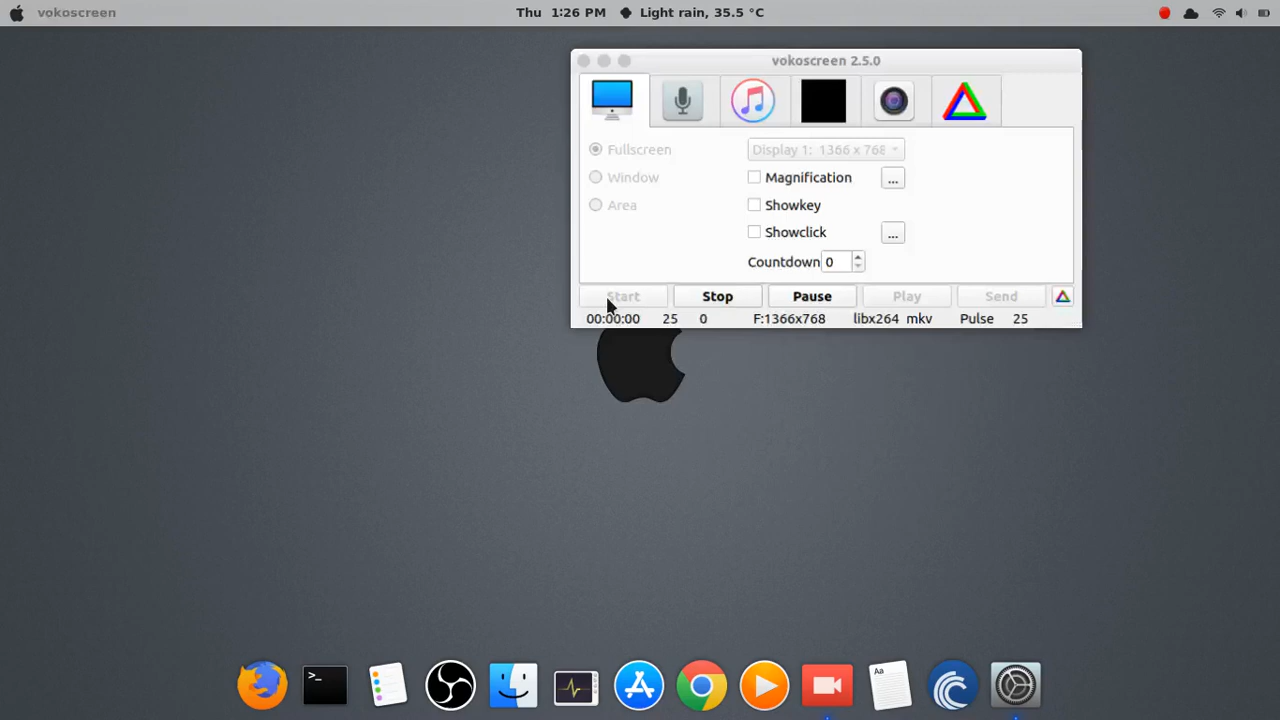 vokoscreen Thu 1:26 PM Light rain, 35.5 °C
vokoscreen 2.5.0
Fullscreen Display 1: 1366 x 768
Window Magnification ...
Area Showkey
Showclick ...
Countdown 0
Start Stop Pause Play Send
00:00:00 25 0 F:1366x768 libx264 mkv Pulse 25
>_ Aa